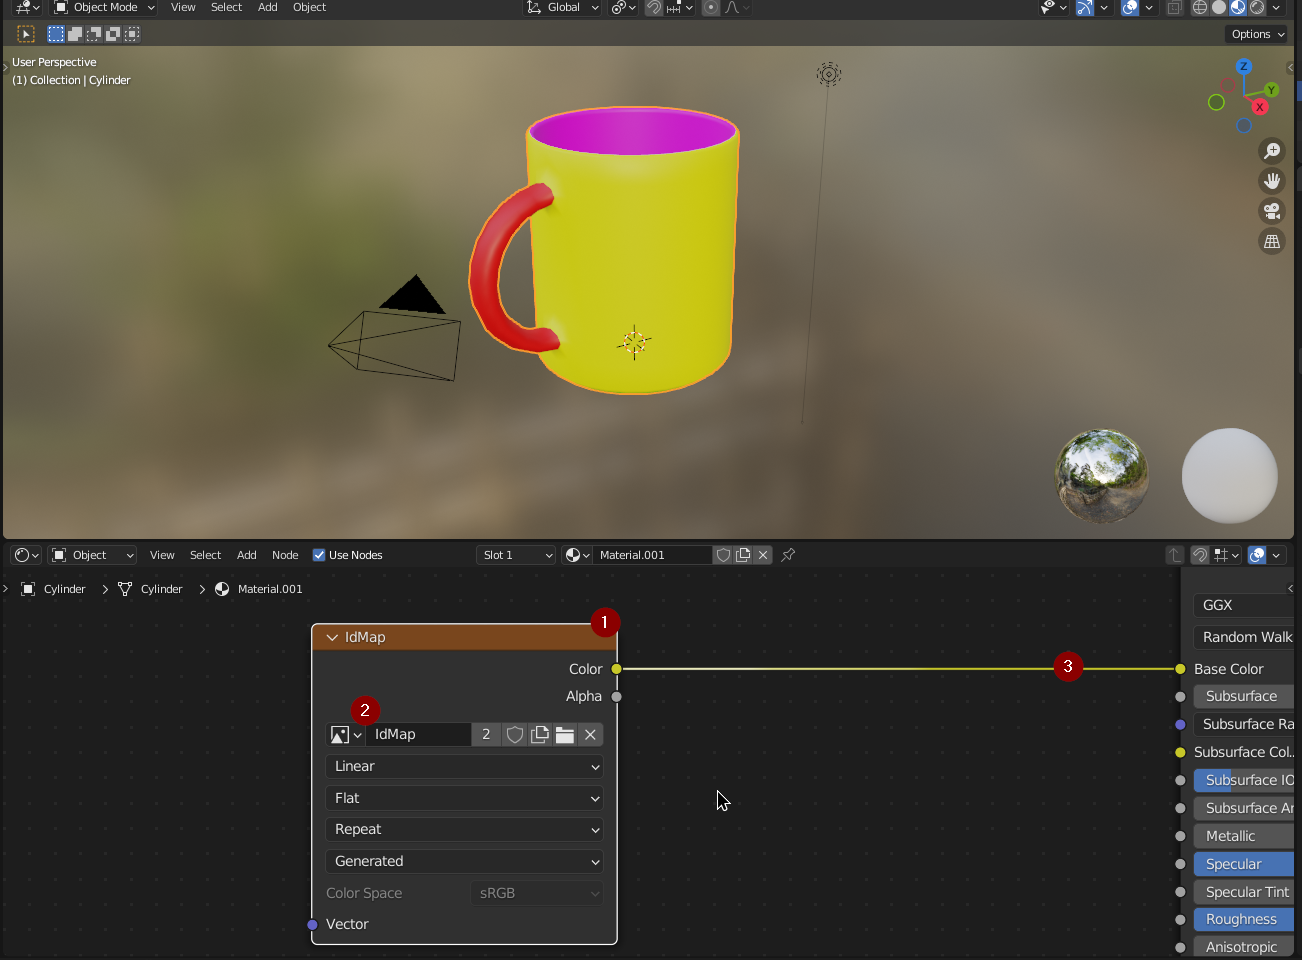 Object Mode View Select Add Object Global
Options
User Perspective
(1) Collection | Cylinder
Z
Y
X
Object View Select Add Node Use Nodes Slot 1 Material.001
Cylinder Cylinder Material.001
1
IdMap
GGX
Random Walk
Color
3
Base Color
Alpha
Subsurface
2
IdMap 2
Subsurface Ra
Subsurface Col...
Linear
Subsurface IO
Flat
Subsurface An
Repeat
Metallic
Generated
Specular
Color Space sRGB
Specular Tint
Vector
Roughness
Anisotropic